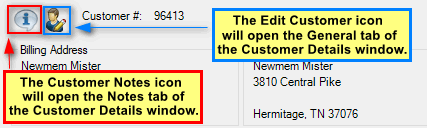 Customer #: 96413
The Edit Customer icon
will open the General tab of
the Customer Details window.
Billing Address
Newmem Mister
The Customer Notes icon
will open the Notes tab of
the Customer Details window.
Newmem Mister
3810 Central Pike
Hermitage, TN 37076